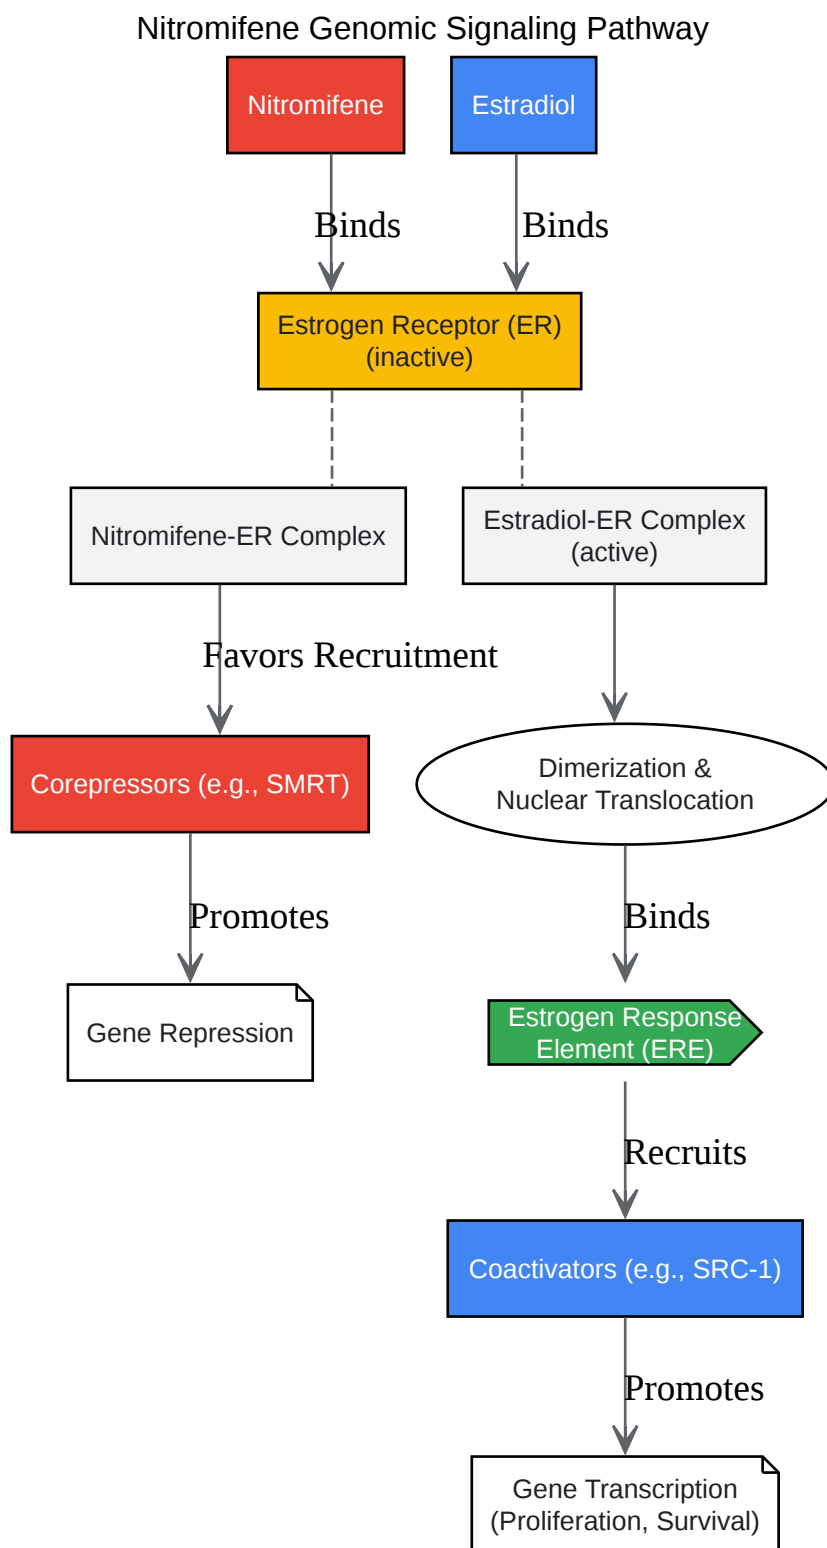 Nitromifene Genomic Signaling Pathway
Nitromifene
Estradiol
Binds
Binds
Estrogen Receptor (ER)
(inactive)
Nitromifene-ER Complex
Estradiol-ER Complex
(active)
Favors Recruitment
Corepressors (e.g., SMRT)
Dimerization &
Nuclear Translocation
Promotes
Binds
Gene Repression
Estrogen Response
Element (ERE)
Recruits
Coactivators (e.g., SRC-1)
Promotes
Gene Transcription
(Proliferation, Survival)